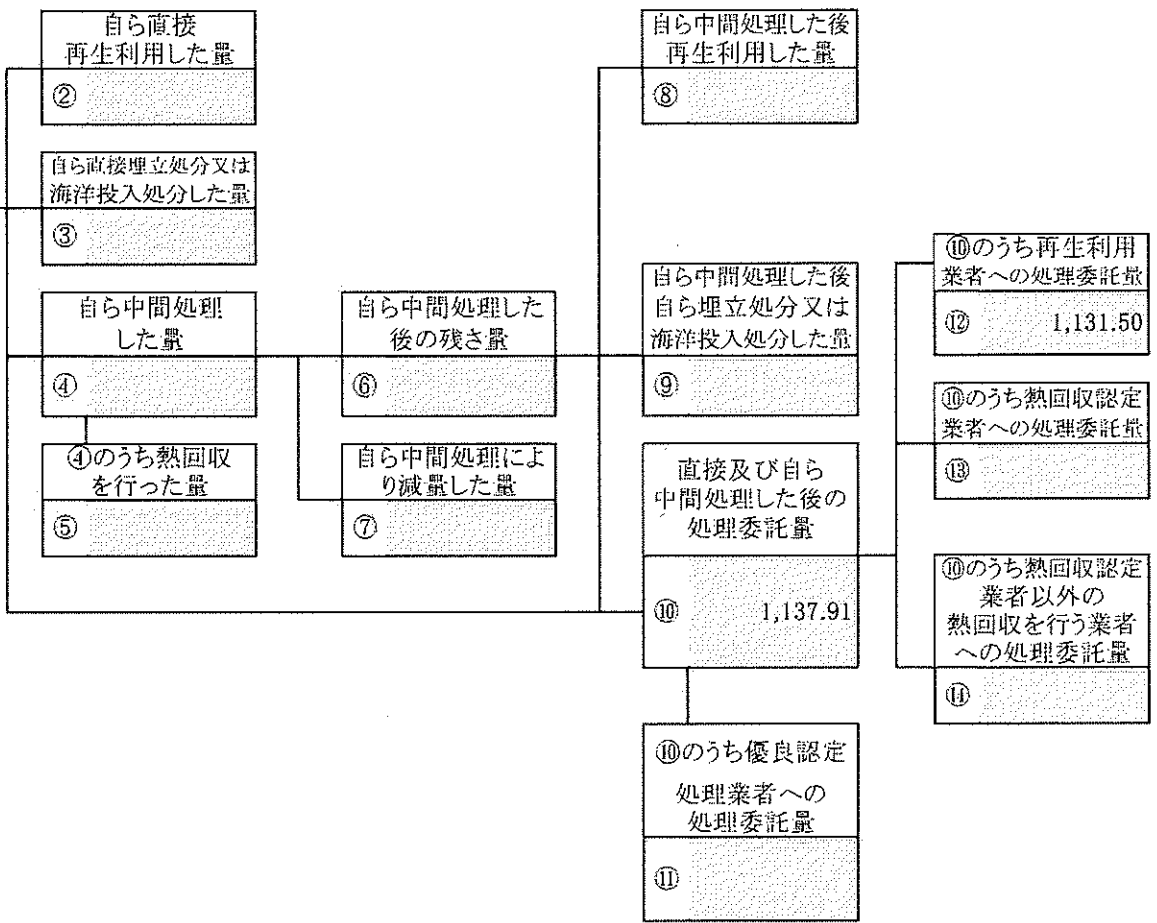 自ら直接
再生利用した量
②
自ら直接埋立処分又は
海洋投入処分した量
③
自ら中間処理
した量
④
④のうち熱回収
を行った量
⑤
自ら中間処理した
後の残さ量
⑥
自ら中間処理によ
り減量した量
⑦
自ら中間処理した後
再生利用した量
⑧
自ら中間処理した後
自ら埋立処分又は
海洋投入処分した量
⑨
直接及び自ら
中間処理した後の
処理委託量
⑩ 1,137.91
⑩のうち優良認定
処理業者への
処理委託量
⑪
⑩のうち再生利用
業者への処理委託量
⑫ 1,131.50
⑩のうち熱回収認定
業者への処理委託量
⑬
⑩のうち熱回収認定
業者以外の
熱回収を行う業者
への処理委託量
⑭